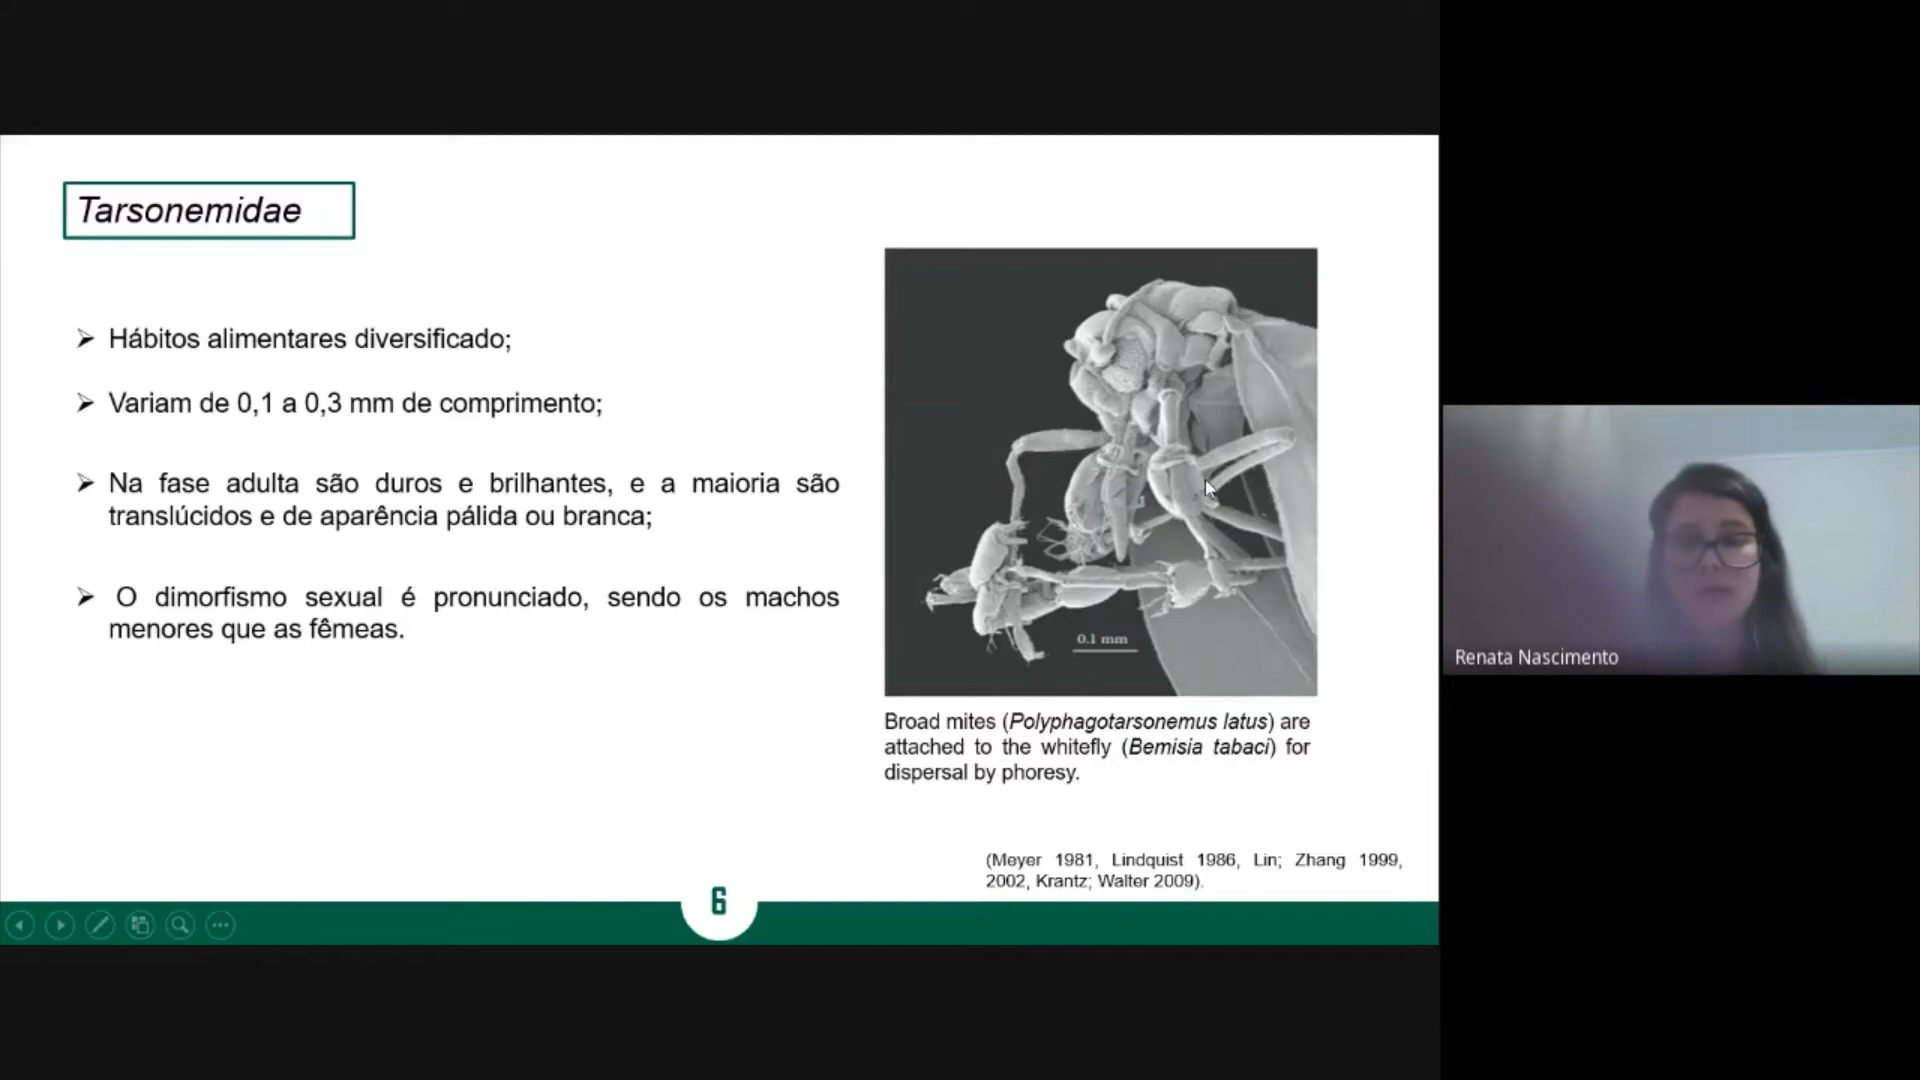 Tarsonemidae
Hábitos alimentares diversificado;
Variam de 0,1 a 0,3 mm de comprimento;
Na fase adulta são duros e brilhantes, e a maioria são
translúcidos e de aparência pálida ou branca;
O dimorfismo sexual é pronunciado, sendo os machos
menores que as fêmeas.
0.1 mm
Broad mites (Polyphagotarsonemus latus) are
attached to the whitefly (Bemisia tabaci) for
dispersal by phoresy.
(Meyer 1981, Lindquist 1986, Lin; Zhang 1999,
2002, Krantz; Walter 2009).
6
Renata Nascimento